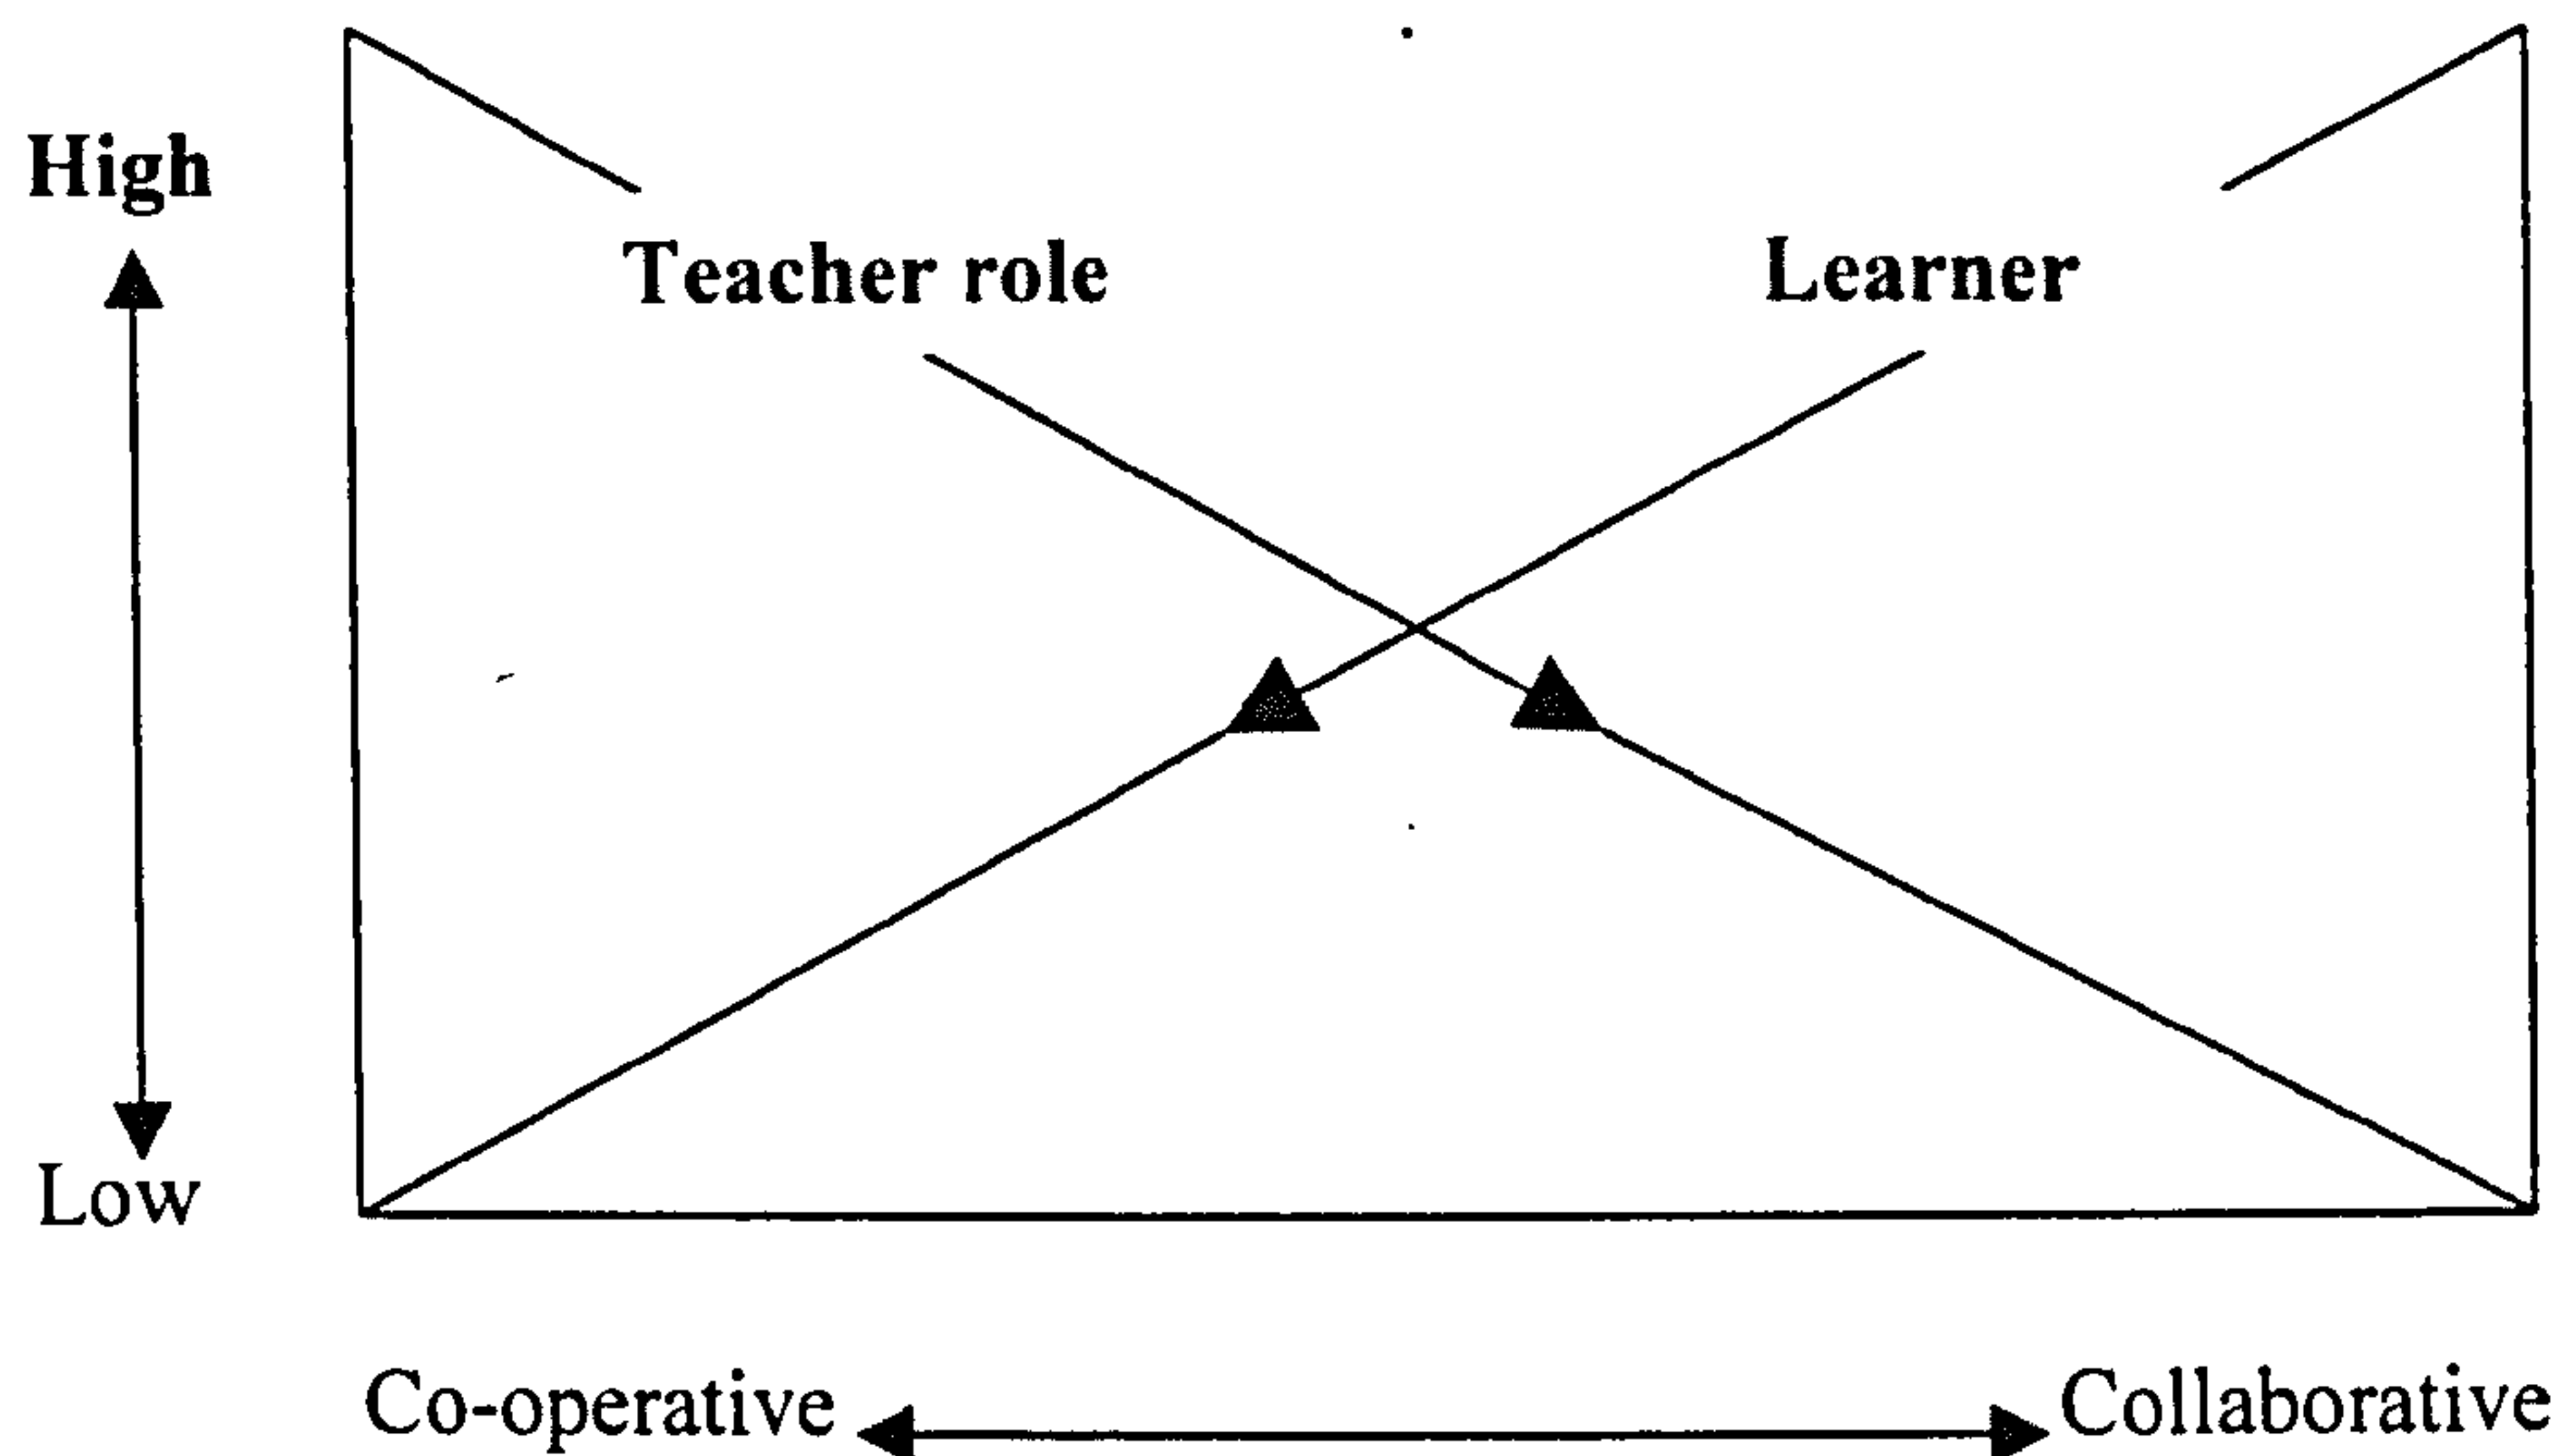 High
Teacher role
Learner
Low
Co-operative
Collaborative